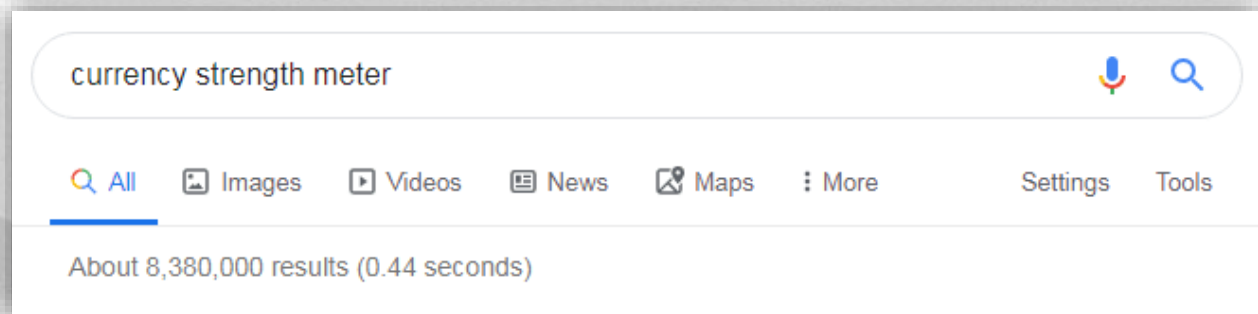 currency strength meter
All Images Videos News Maps More Settings Tools
About 8,380,000 results (0.44 seconds)